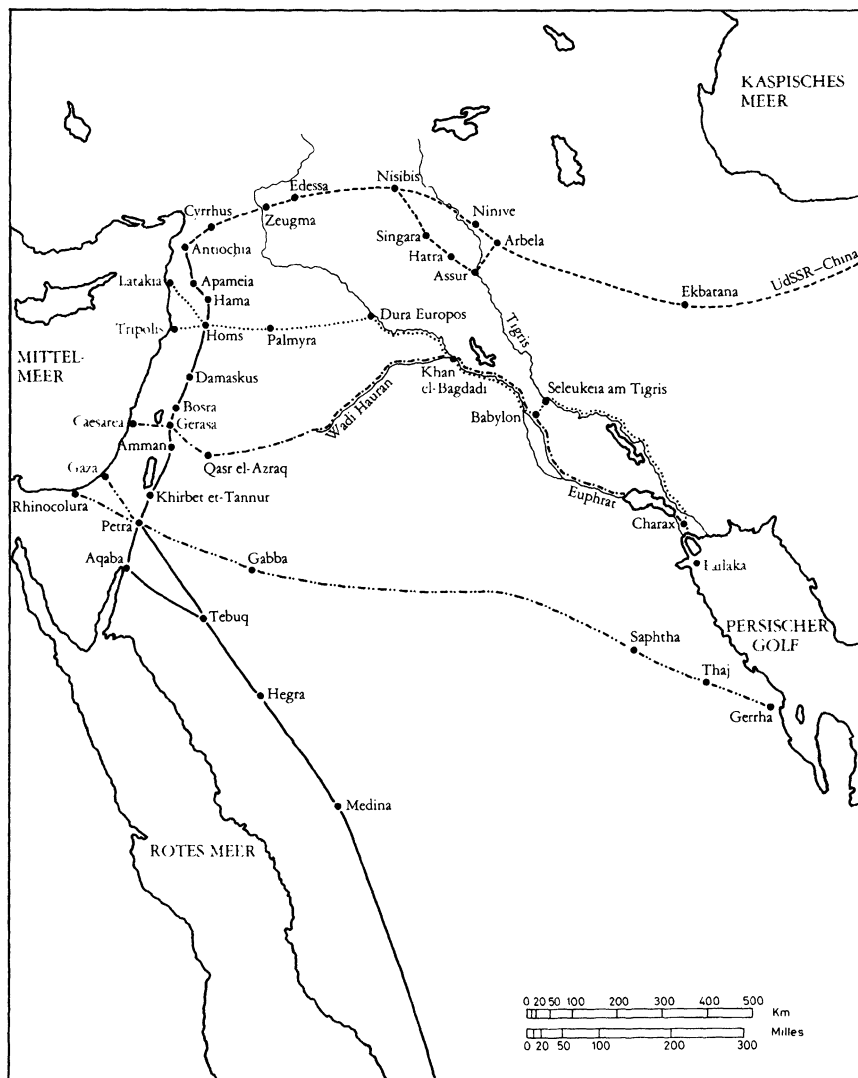 KASPISCHES
MEER
Nisibis
Edessa
Zeugma
Cyrrhus
Ninive
Singara
Arbela
Antiochia
Hatra
Assur
Latakia
Apameia
Hama
Ekbatana
UdSSR–China
Dura Europos
Tigris
Tripolis
Homs
Palmyra
MITTEL-
MEER
Khan
el-Bagdadi
Damaskus
Seleukeia am Tigris
Wadi Hauran
Bosra
Caesarea
Gerasa
Babylon
Amman
Qasr el-Azraq
Gaza
Euphrat
Rhinocolura
Khirbet et-Tannur
Charax
Petra
Aqaba
Gabba
Tebuq
PERSISCHER
GOLF
Saphtha
Thaj
Hegra
Gerrha
Medina
ROTES MEER
0 20 50 100 200 300 400 500
Km
Milles
0 20 50 100 200 300